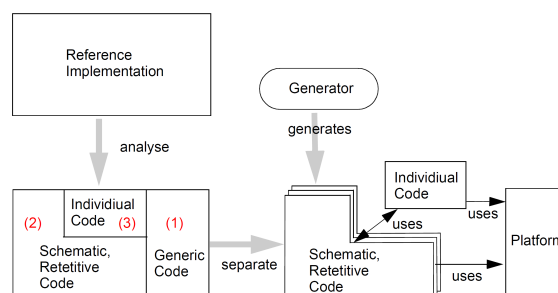 Reference
Implementation
Generator
analyse
generates
Individiual
Code
(2)
(3)
(1)
Schematic,
Retetitive
Code
Generic
Code
separate
Individiual
Code
uses
uses
Schematic,
Retetitive
Code
uses
Platform